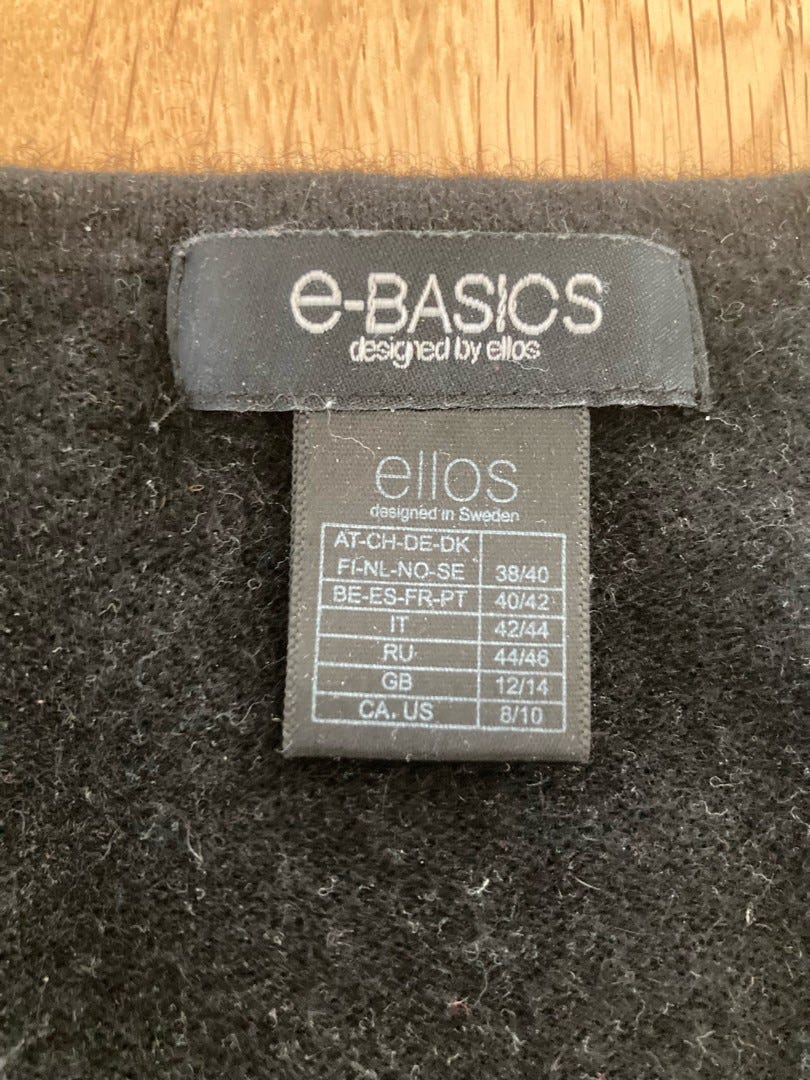 e-BASICS
designed by ellos
ellos
designed in Sweden
AT-CH-DE-DK
FI-NL-NO-SE 38/40
BE-ES-FR-PT 40/42
IT 42/44
RU 44/46
GB 12/14
CA. US 8/10